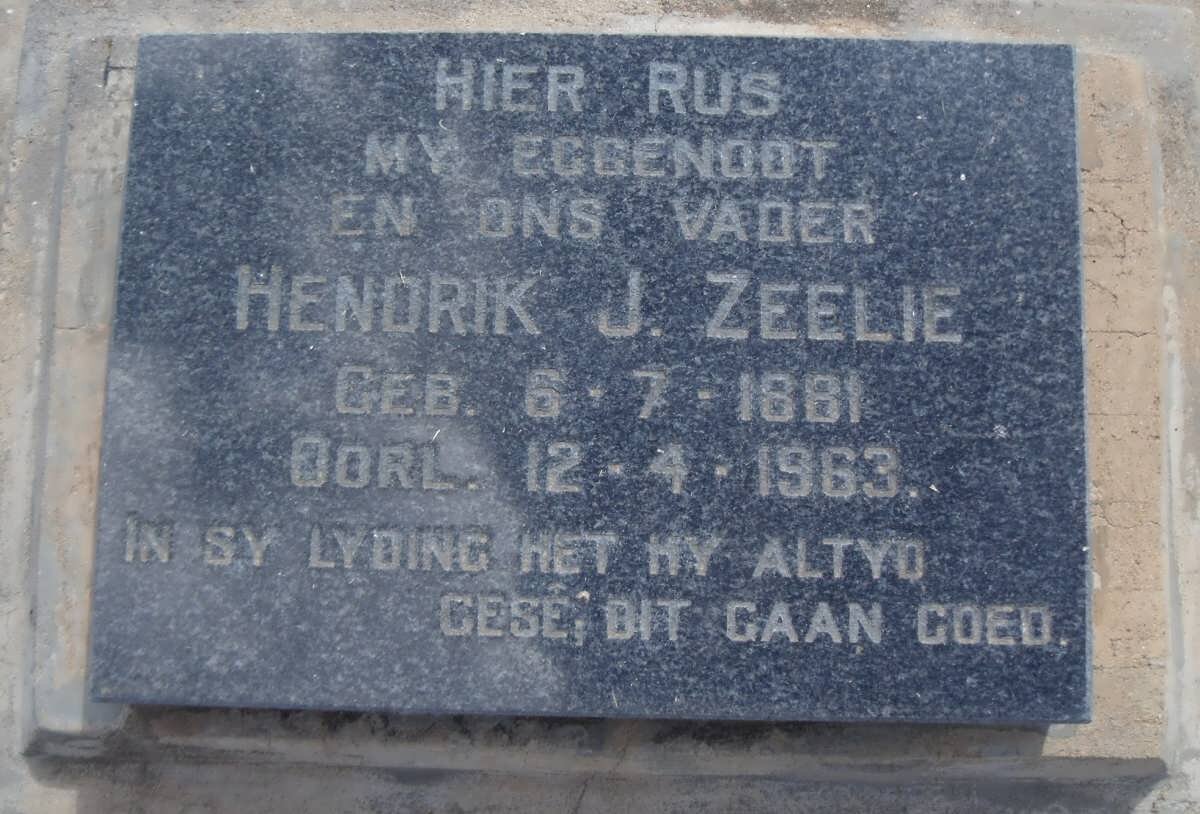 HIER RUS
MY EGGENOOT
EN ONS VADER
HENDRIK J. ZEELIE
GEB. 6-7-1881
OORL. 12-4-1963.
IN SY LYDING HET HY ALTYD
GESÊ; DIT GAAN GOED.